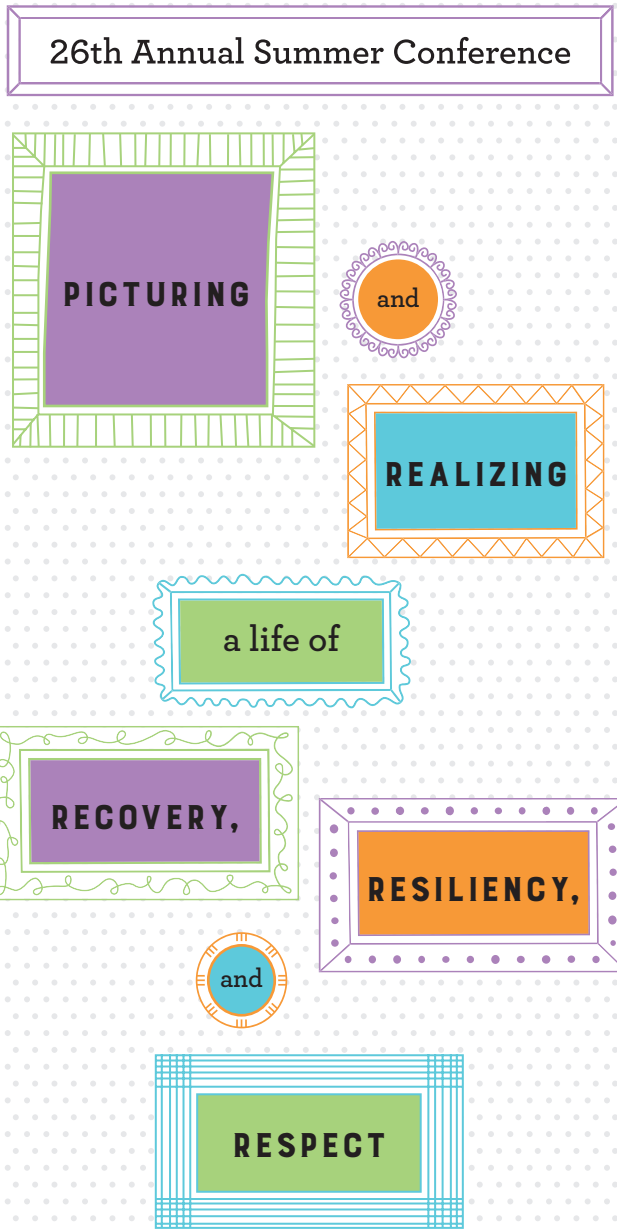 26th Annual Summer Conference
PICTURING
and
REALIZING
a life of
RECOVERY,
RESILIENCY,
and
RESPECT